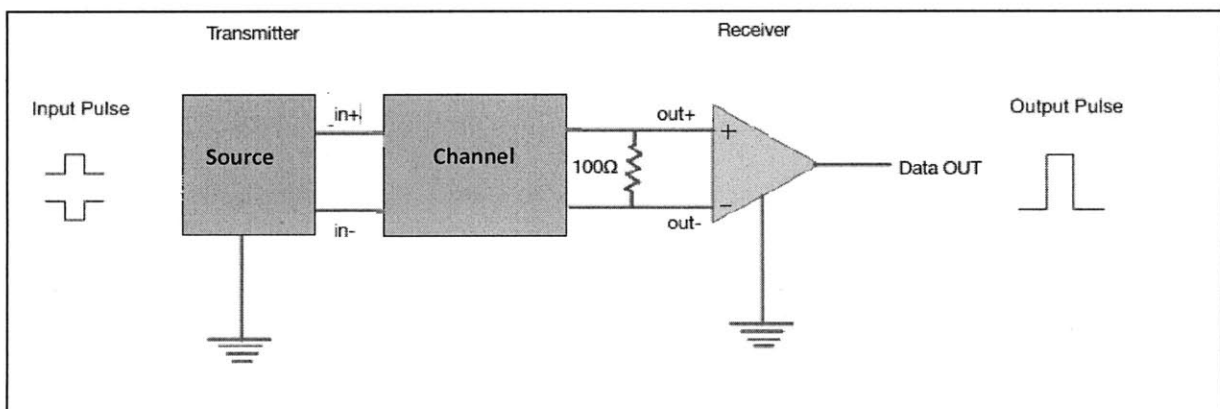 Transmitter
Receiver
Input Pulse
in+
out+
Output Pulse
Source
Channel
100Ω
+
−
Data OUT
in-
out-